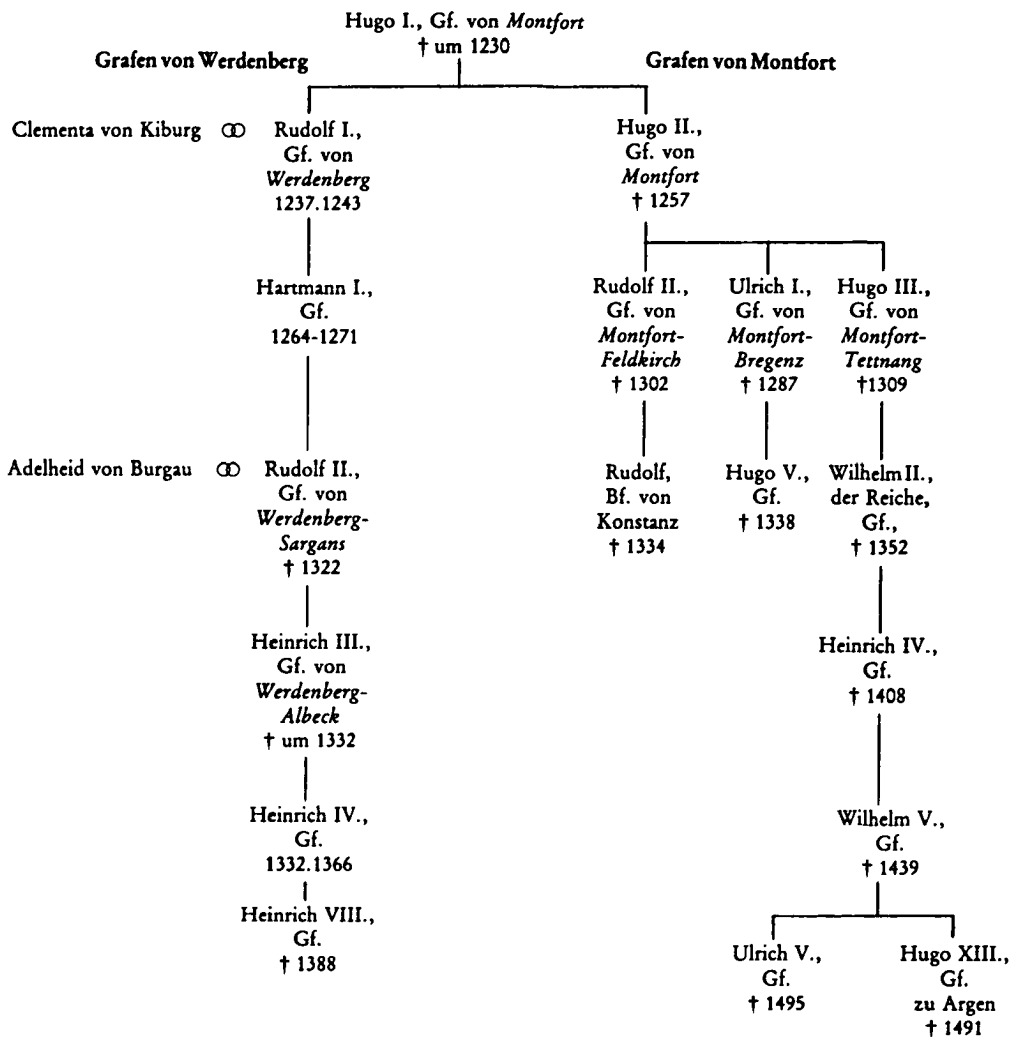 Hugo I., Gf. von Montfort
† um 1230
Grafen von Werdenberg
Grafen von Montfort
Clementa von Kiburg ⚭ Rudolf I.,
Gf. von
Werdenberg
1237.1243
Hugo II.,
Gf. von
Montfort
† 1257
Hartmann I.,
Gf.
1264-1271
Rudolf II.,
Gf. von
Montfort-
Feldkirch
† 1302
Ulrich I.,
Gf. von
Montfort-
Bregenz
† 1287
Hugo III.,
Gf. von
Montfort-
Tettnang
†1309
Adelheid von Burgau ⚭ Rudolf II.,
Gf. von
Werdenberg-
Sargans
† 1322
Rudolf,
Bf. von
Konstanz
† 1334
Hugo V.,
Gf.
† 1338
Wilhelm II.,
der Reiche,
Gf.,
† 1352
Heinrich III.,
Gf. von
Werdenberg-
Albeck
† um 1332
Heinrich IV.,
Gf.
† 1408
Heinrich IV.,
Gf.
1332.1366
Wilhelm V.,
Gf.
† 1439
Heinrich VIII.,
Gf.
† 1388
Ulrich V.,
Gf.
† 1495
Hugo XIII.,
Gf.
zu Argen
† 1491